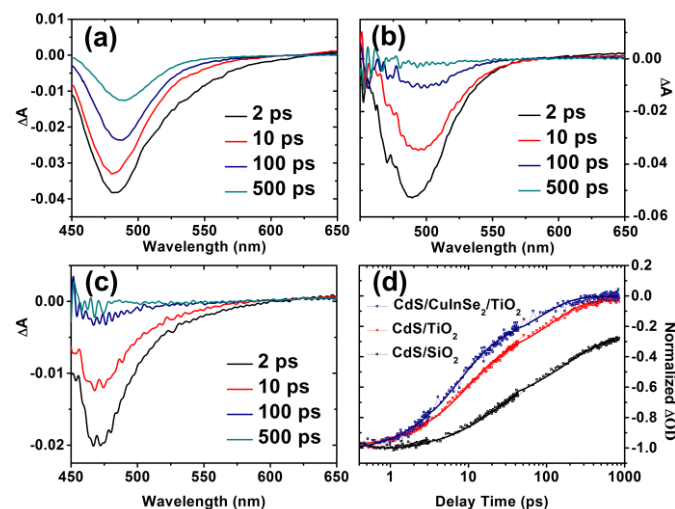 (a)
0.01
0.00
-0.01
-0.02
-0.03
-0.04
ΔA
2 ps
10 ps
100 ps
500 ps
450 500 550 600 650
Wavelength (nm)
(b)
0.00
-0.02
-0.04
-0.06
ΔA
2 ps
10 ps
100 ps
500 ps
500 550 600 650
Wavelength (nm)
(c)
0.00
-0.01
-0.02
ΔA
2 ps
10 ps
100 ps
500 ps
450 500 550 600 650
Wavelength (nm)
(d)
CdS/CuInSe₂/TiO₂
CdS/TiO₂
CdS/SiO₂
0.0
-0.2
-0.4
-0.6
-0.8
-1.0
Normalized ΔOD
1 10 100 1000
Delay Time (ps)